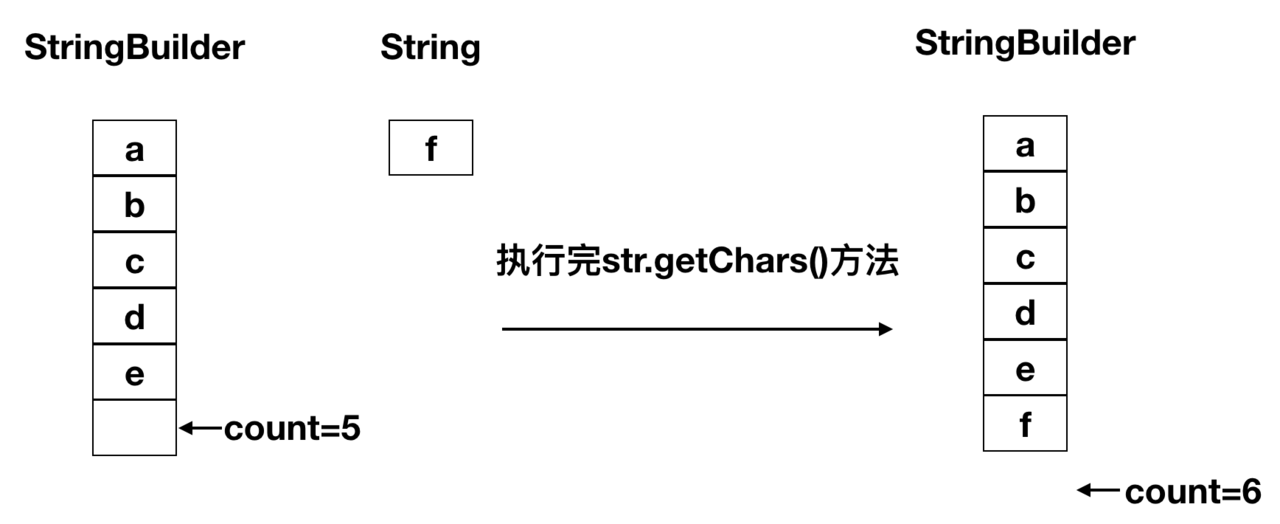 StringBuilder
a
b
c
d
e
count=5
String
f
执行完str.getChars()方法
StringBuilder
a
b
c
d
e
f
count=6